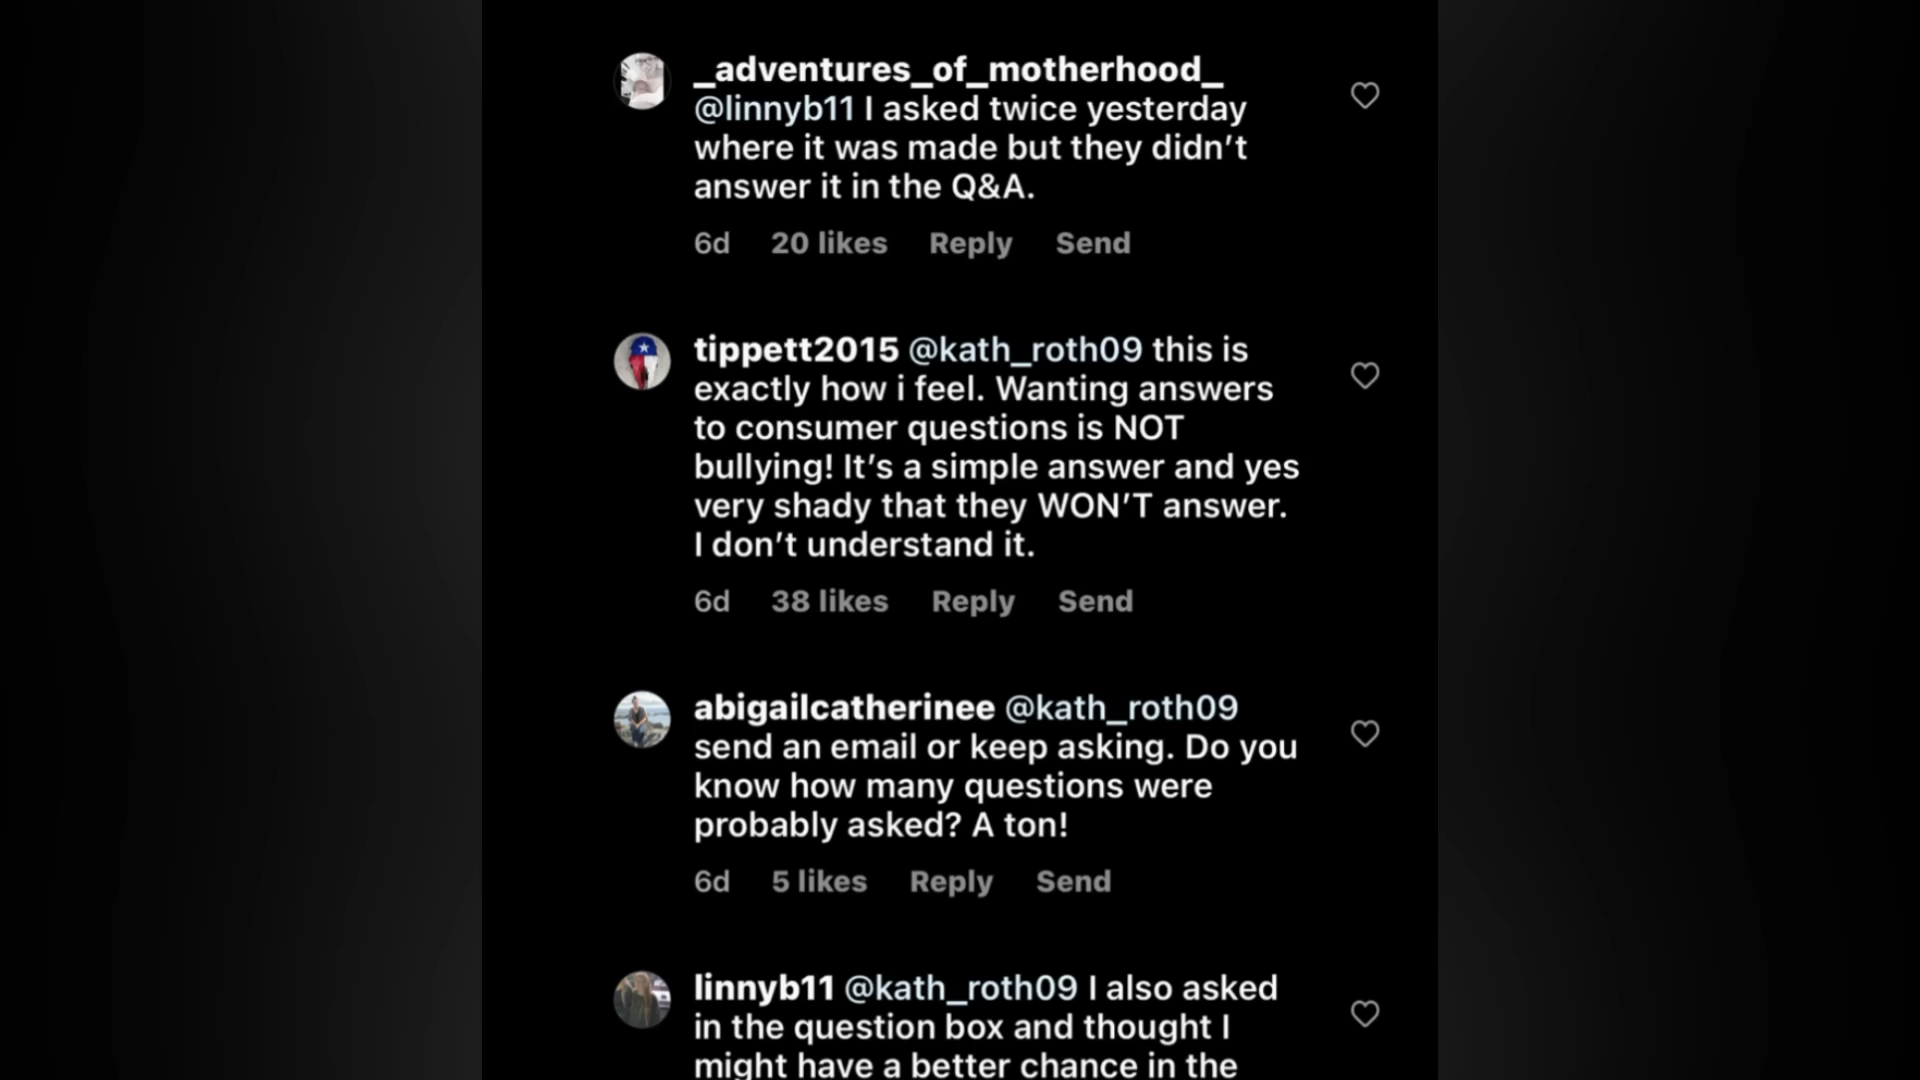 _adventures_of_motherhood_
@linnyb11 I asked twice yesterday
where it was made but they didn’t
answer it in the Q&A.
6d 20 likes Reply Send
tippett2015 @kath_roth09 this is
exactly how i feel. Wanting answers
to consumer questions is NOT
bullying! It’s a simple answer and yes
very shady that they WON’T answer.
I don’t understand it.
6d 38 likes Reply Send
abigailcatherinee @kath_roth09
send an email or keep asking. Do you
know how many questions were
probably asked? A ton!
6d 5 likes Reply Send
linnyb11 @kath_roth09 I also asked
in the question box and thought I
might have a better chance in the